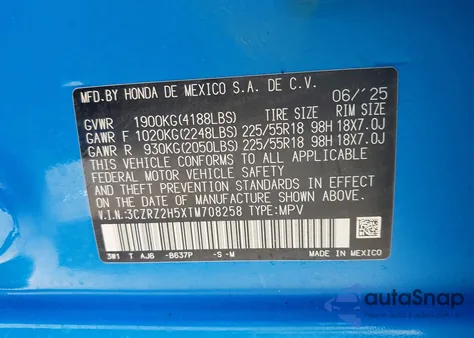 MFD.BY HONDA DE MEXICO S.A. DE C.V.
06/'25
GVWR 1900KG(4188LBS) TIRE SIZE RIM SIZE
GAWR F 1020KG(2248LBS) 225/55R18 98H 18X7.0J
GAWR R 930KG(2050LBS) 225/55R18 98H 18X7.0J
THIS VEHICLE CONFORMS TO ALL APPLICABLE
FEDERAL MOTOR VEHICLE SAFETY
AND THEFT PREVENTION STANDARDS IN EFFECT
ON THE DATE OF MANUFACTURE SHOWN ABOVE.
V.I.N:3CZRZ2H5XTM708258 TYPE:MPV
3W1 T AJ6 -B637P -S-M
MADE IN MEXICO
autoSnap